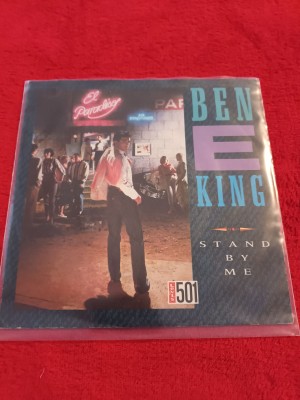 El
Paradiso
PAR
BEN
E
KING
STAND
BY
ME
501